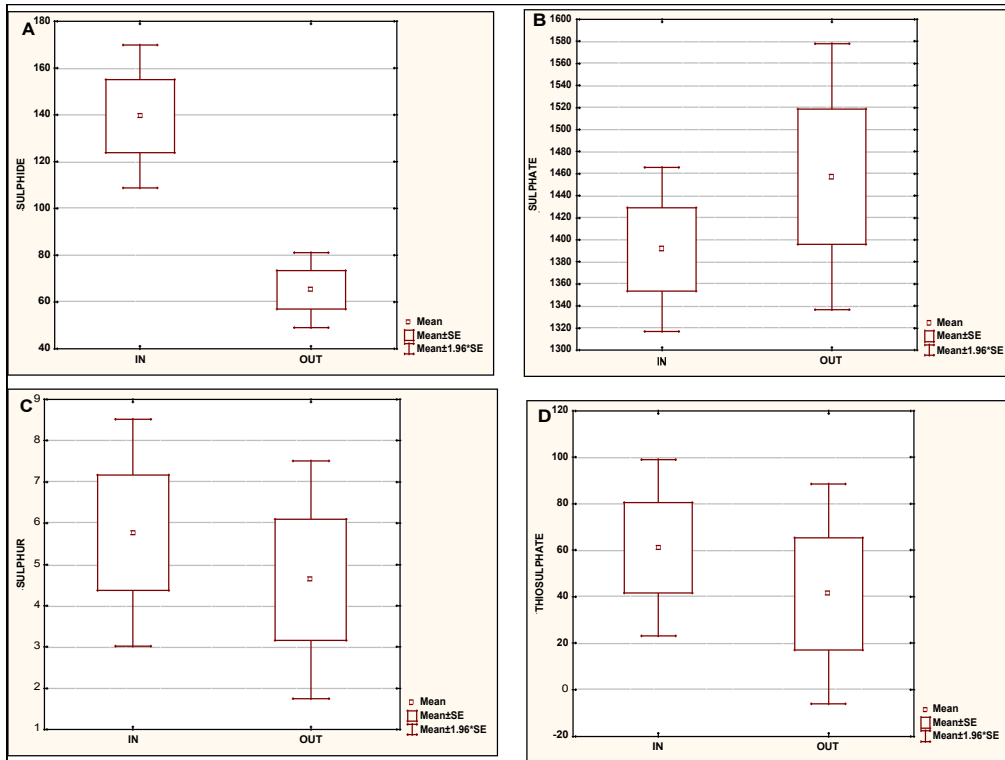 A
180
160
140
120
100
80
60
40
SULPHIDE
IN
OUT
Mean
Mean±SE
Mean±1.96*SE
B
1600
1580
1560
1540
1520
1500
1480
1460
1440
1420
1400
1380
1360
1340
1320
1300
SULPHATE
IN
OUT
Mean
Mean±SE
Mean±1.96*SE
C
9
8
7
6
5
4
3
2
1
SULPHUR
IN
OUT
Mean
Mean±SE
Mean±1.96*SE
D
120
100
80
60
40
20
0
-20
THIOSULPHATE
IN
OUT
Mean
Mean±SE
Mean±1.96*SE